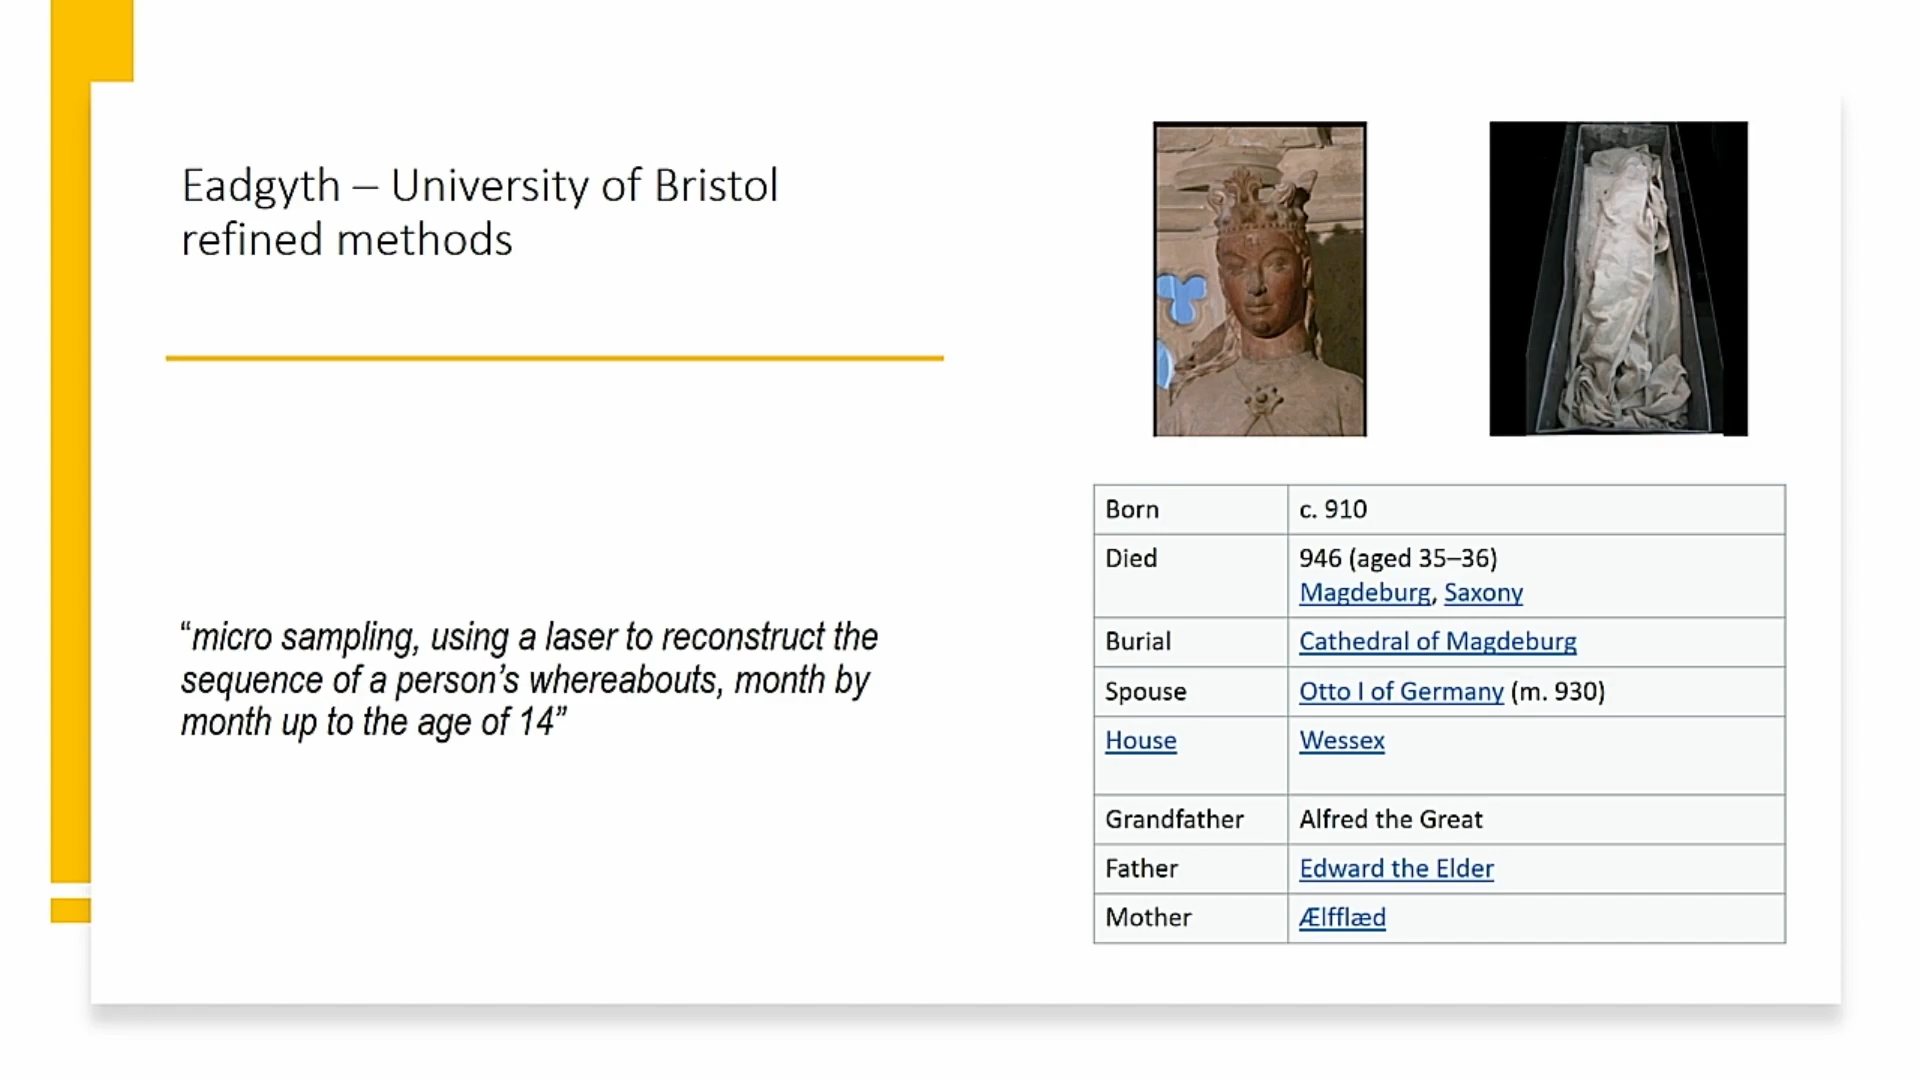 Eadgyth – University of Bristol
refined methods
“micro sampling, using a laser to reconstruct the
sequence of a person’s whereabouts, month by
month up to the age of 14”
Born c. 910
Died 946 (aged 35–36)
Magdeburg, Saxony
Burial Cathedral of Magdeburg
Spouse Otto I of Germany (m. 930)
House Wessex
Grandfather Alfred the Great
Father Edward the Elder
Mother Ælfflæd